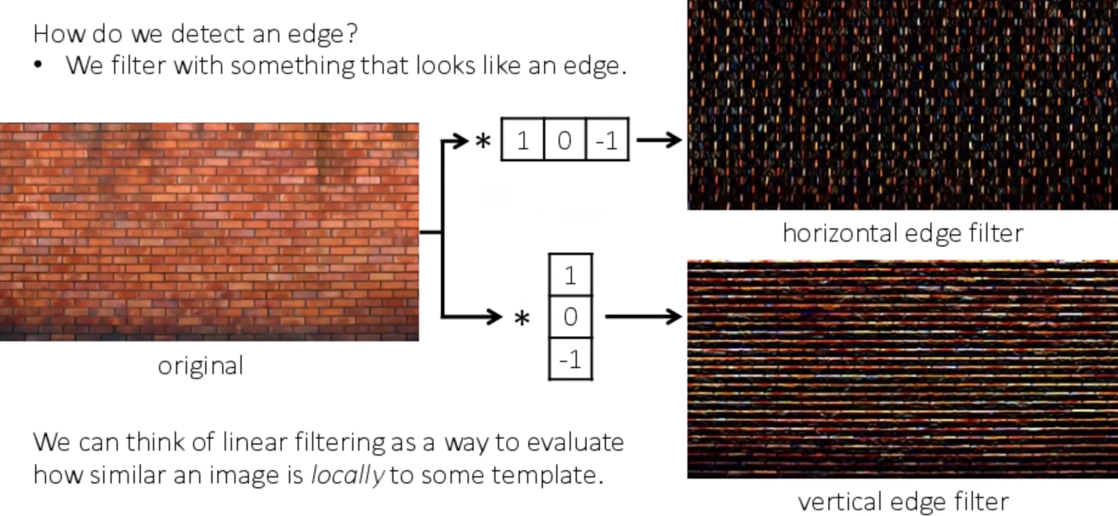 How do we detect an edge?
• We filter with something that looks like an edge.
* 1 0 -1
horizontal edge filter
* 1
0
-1
original
vertical edge filter
We can think of linear filtering as a way to evaluate
how similar an image is locally to some template.